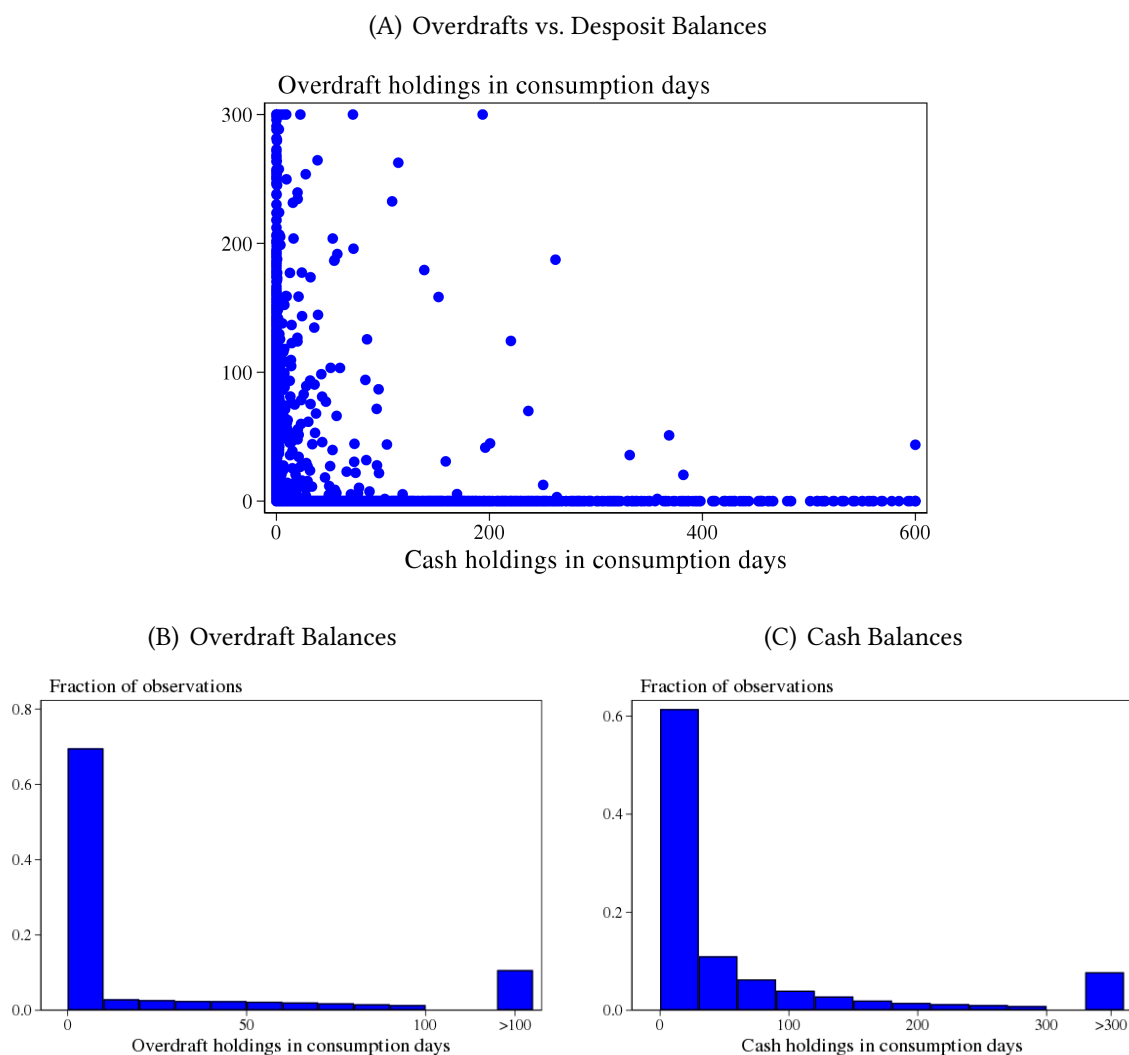 (A) Overdrafts vs. Desposit Balances
Overdraft holdings in consumption days
300
200
100
0
0 200 400 600
Cash holdings in consumption days
(B) Overdraft Balances
Fraction of observations
0.8
0.6
0.4
0.2
0.0
0 50 100 >100
Overdraft holdings in consumption days
(C) Cash Balances
Fraction of observations
0.6
0.4
0.2
0.0
0 100 200 300 >300
Cash holdings in consumption days